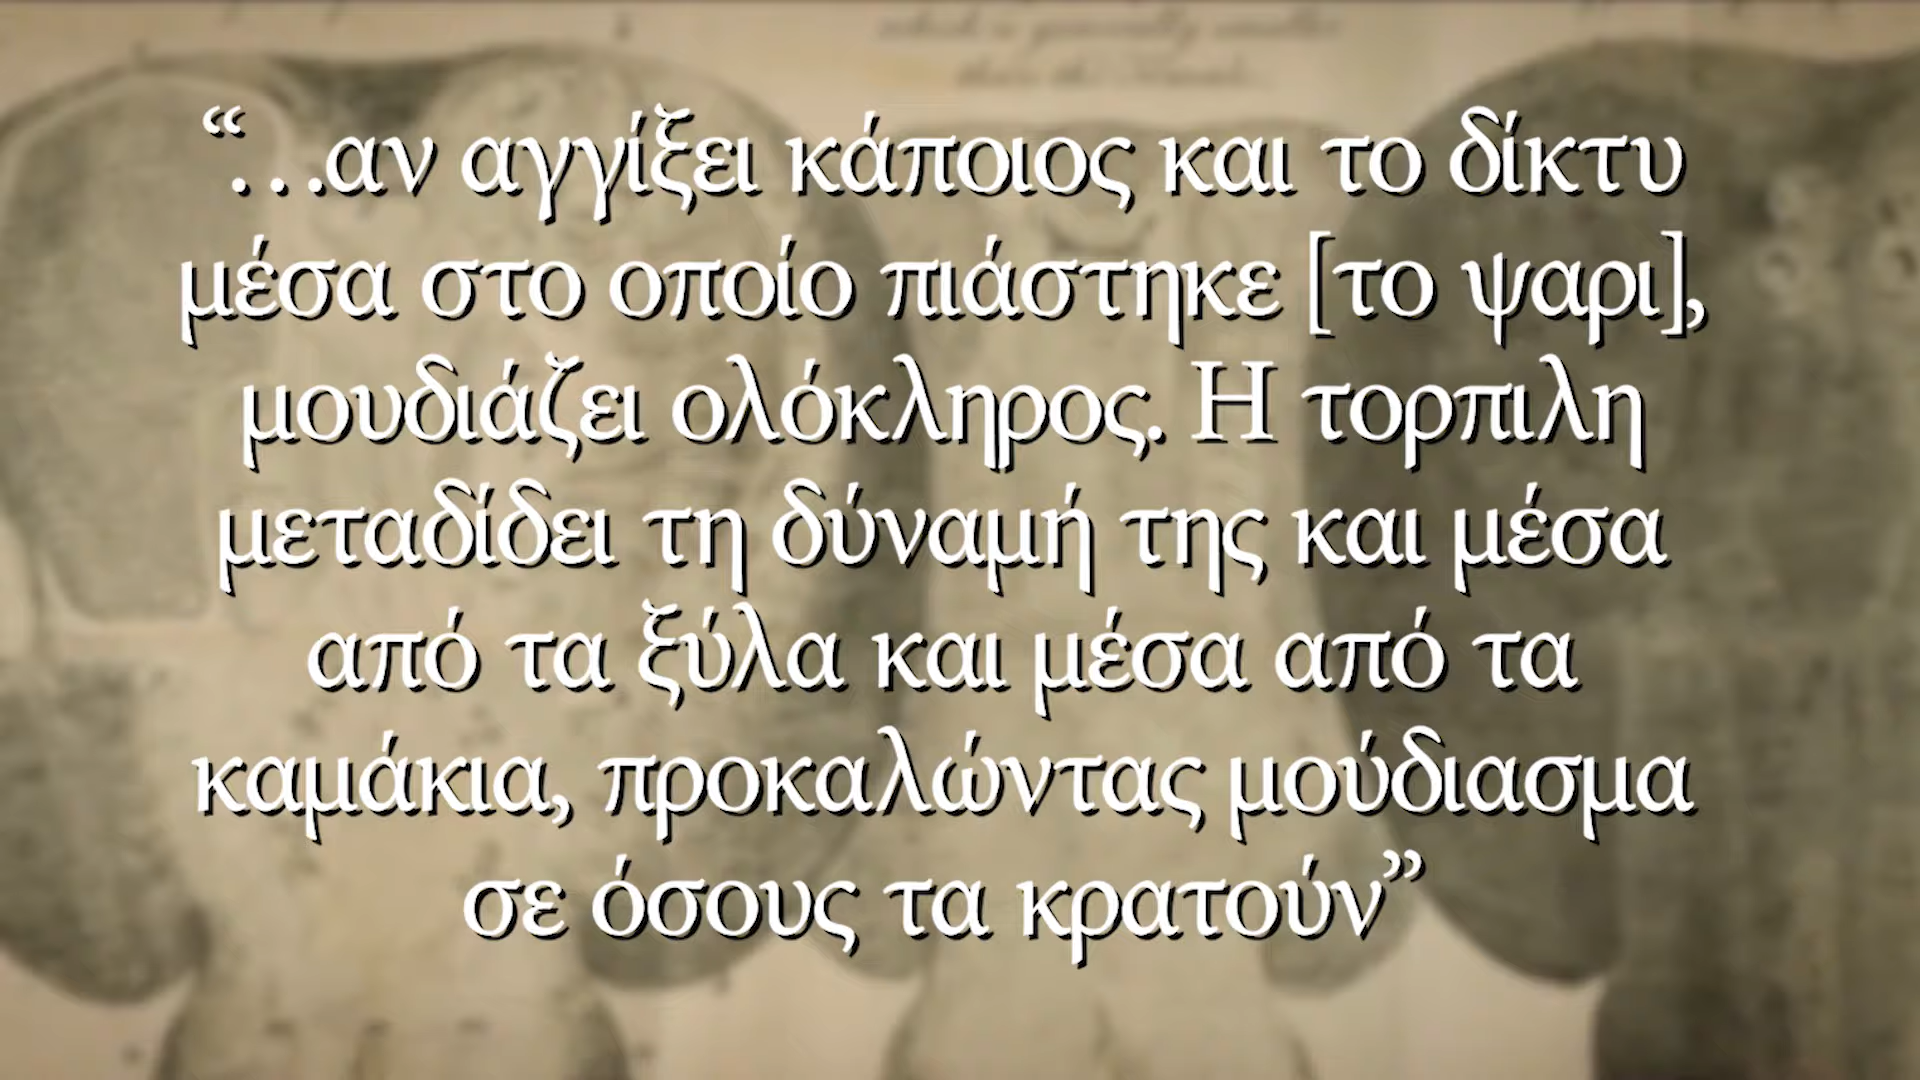 “…αν αγγίξει κάποιος και το δίκτυ
μέσα στο οποίο πιάστηκε [το ψαρι],
μουδιάζει ολόκληρος. Η τορπιλη
μεταδίδει τη δύναμή της και μέσα
από τα ξύλα και μέσα από τα
καμάκια, προκαλώντας μούδιασμα
σε όσους τα κρατούν”